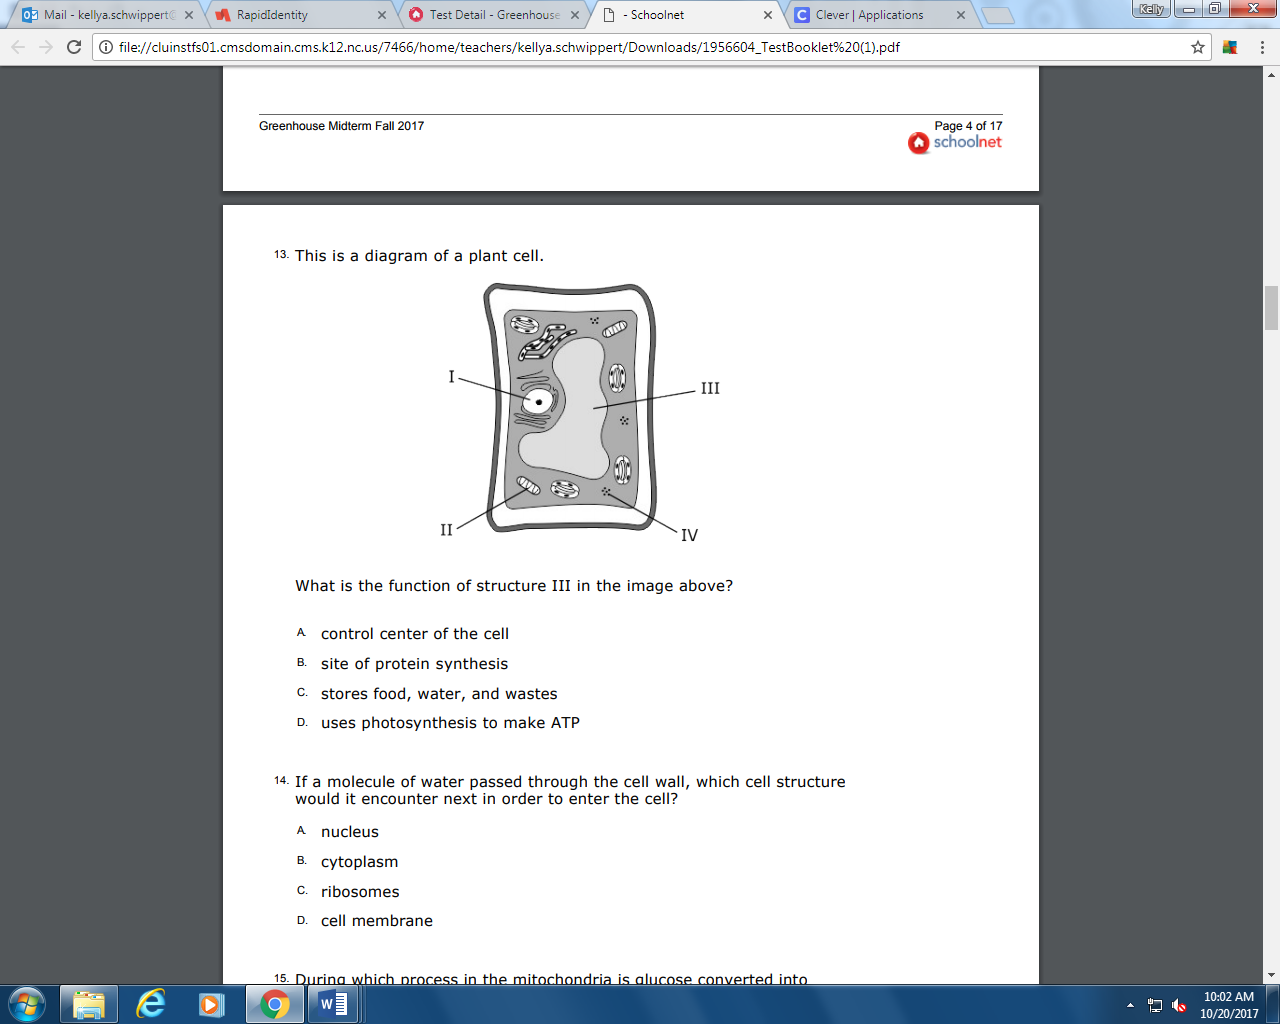 Mail - kellya.schwippert@
RapidIdentity
Test Detail - Greenhouse
- Schoolnet
Clever | Applications
Kelly
file://cluinstfs01.cmsdomain.cms.k12.nc.us/7466/home/teachers/kellya.schwippert/Downloads/1956604_TestBooklet%20(1).pdf
Greenhouse Midterm Fall 2017
Page 4 of 17
schoolnet
13. This is a diagram of a plant cell.
I
III
II
IV
What is the function of structure III in the image above?
A. control center of the cell
B. site of protein synthesis
C. stores food, water, and wastes
D. uses photosynthesis to make ATP
14. If a molecule of water passed through the cell wall, which cell structure
would it encounter next in order to enter the cell?
A. nucleus
B. cytoplasm
C. ribosomes
D. cell membrane
15. During which process in the mitochondria is glucose converted into
10:02 AM
10/20/2017